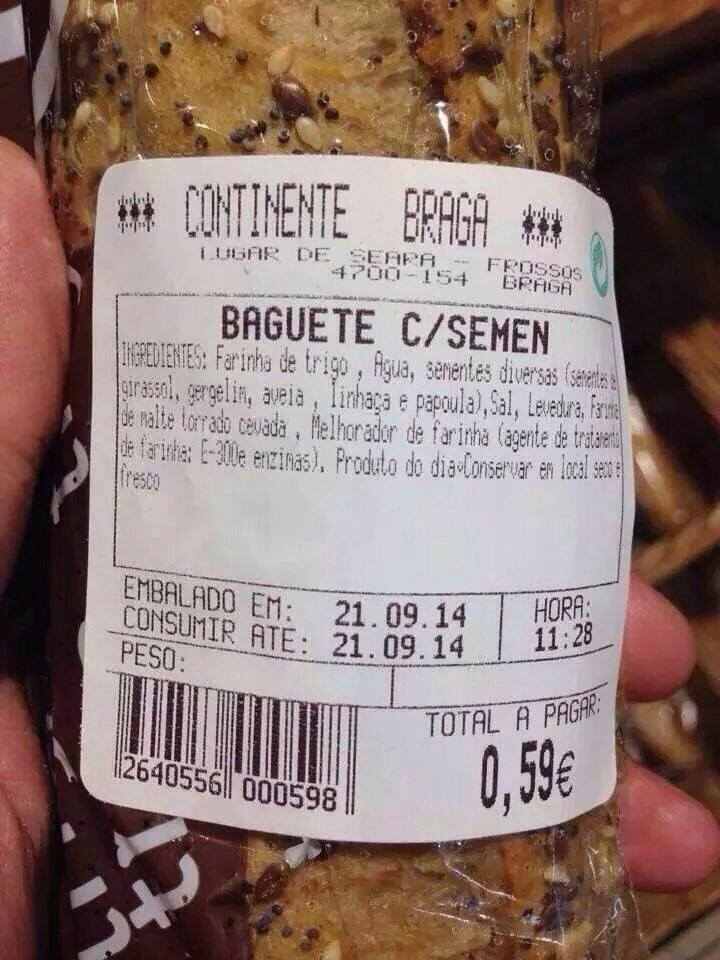 *** CONTINENTE BRAGA ***
LUGAR DE SEARA - FROSSOS
4700-154 BRAGA
BAGUETE C/SEMEN
INGREDIENTES: Farinha de trigo , Agua, sementes diversas (sementes de
girassol, gergelim, aveia , linhaça e papoula), Sal, Levedura, Farinha
de malte torrado cevada , Melhorador de farinha (agente de tratament
de farinha: E-300e enzimas). Produto do dia-Conservar em local seco e
fresco
EMBALADO EM: 21.09.14 HORA:
CONSUMIR ATE: 21.09.14 11:28
PESO:
TOTAL A PAGAR:
0,59€
2640556 000598